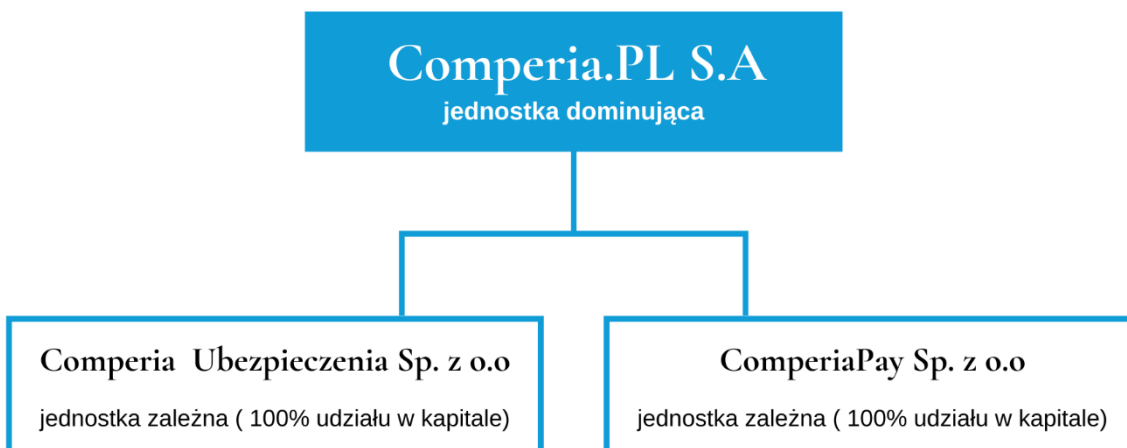 Comperia.PL S.A
jednostka dominująca
Comperia Ubezpieczenia Sp. z o.o
jednostka zależna ( 100% udziału w kapitale)
ComperiaPay Sp. z o.o
jednostka zależna ( 100% udziału w kapitale)